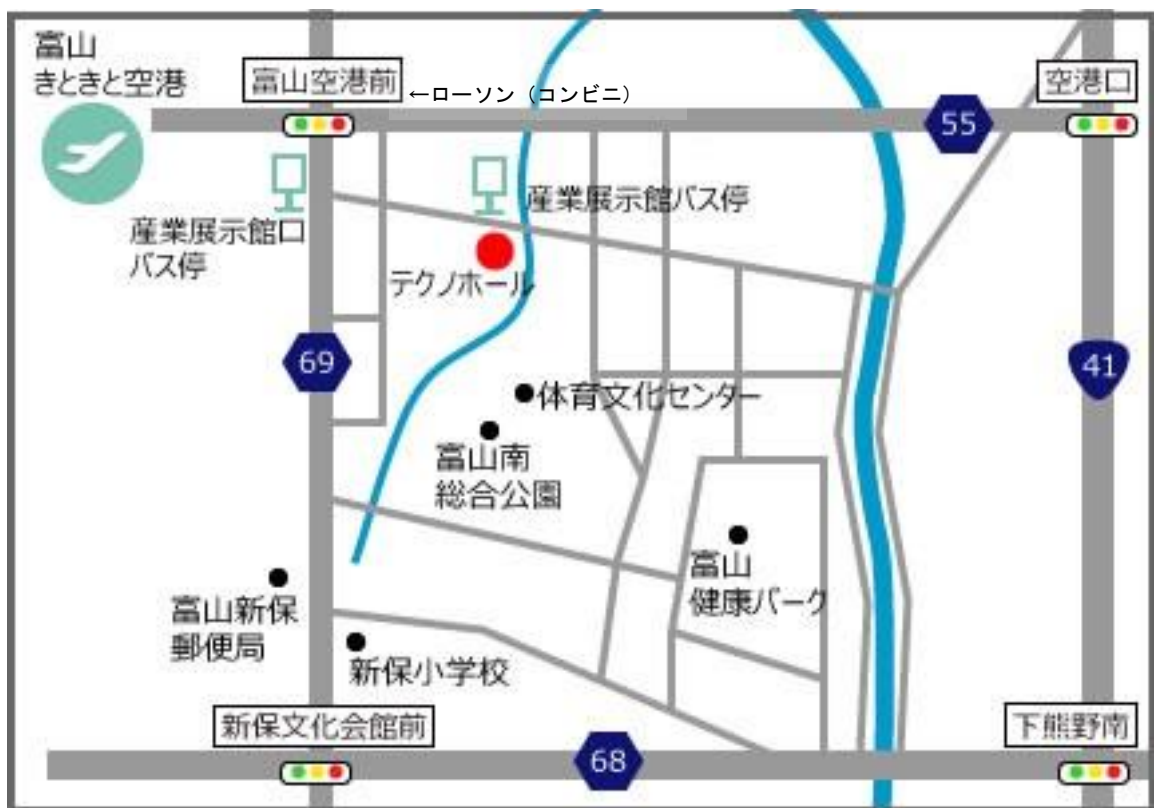 富山
きときと空港
富山空港前
←ローソン（コンビニ）
空港口
55
産業展示館バス停
産業展示館口
バス停
テクノホール
69
41
体育文化センター
富山南
総合公園
富山
健康パーク
富山新保
郵便局
新保小学校
新保文化会館前
下熊野南
68